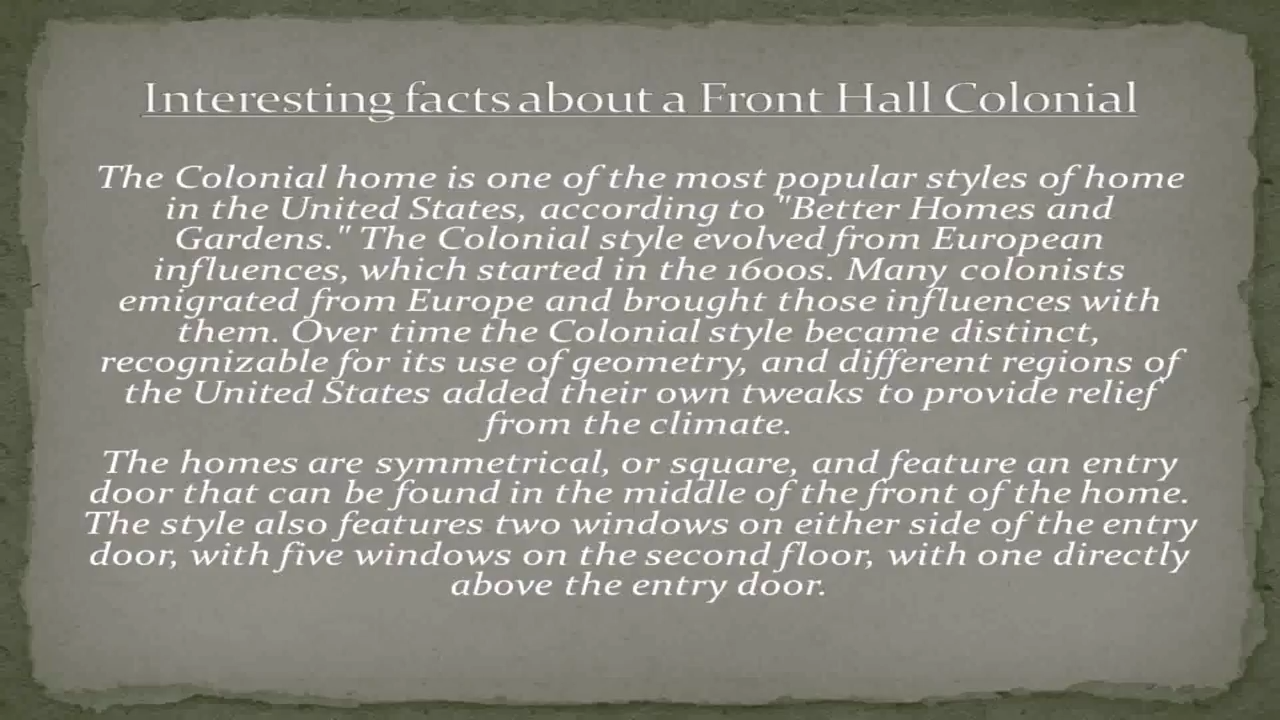 Interesting facts about a Front Hall Colonial
The Colonial home is one of the most popular styles of home
in the United States, according to "Better Homes and
Gardens." The Colonial style evolved from European
influences, which started in the 1600s. Many colonists
emigrated from Europe and brought those influences with
them. Over time the Colonial style became distinct,
recognizable for its use of geometry, and different regions of
the United States added their own tweaks to provide relief
from the climate.
The homes are symmetrical, or square, and feature an entry
door that can be found in the middle of the front of the home.
The style also features two windows on either side of the entry
door, with five windows on the second floor, with one directly
above the entry door.